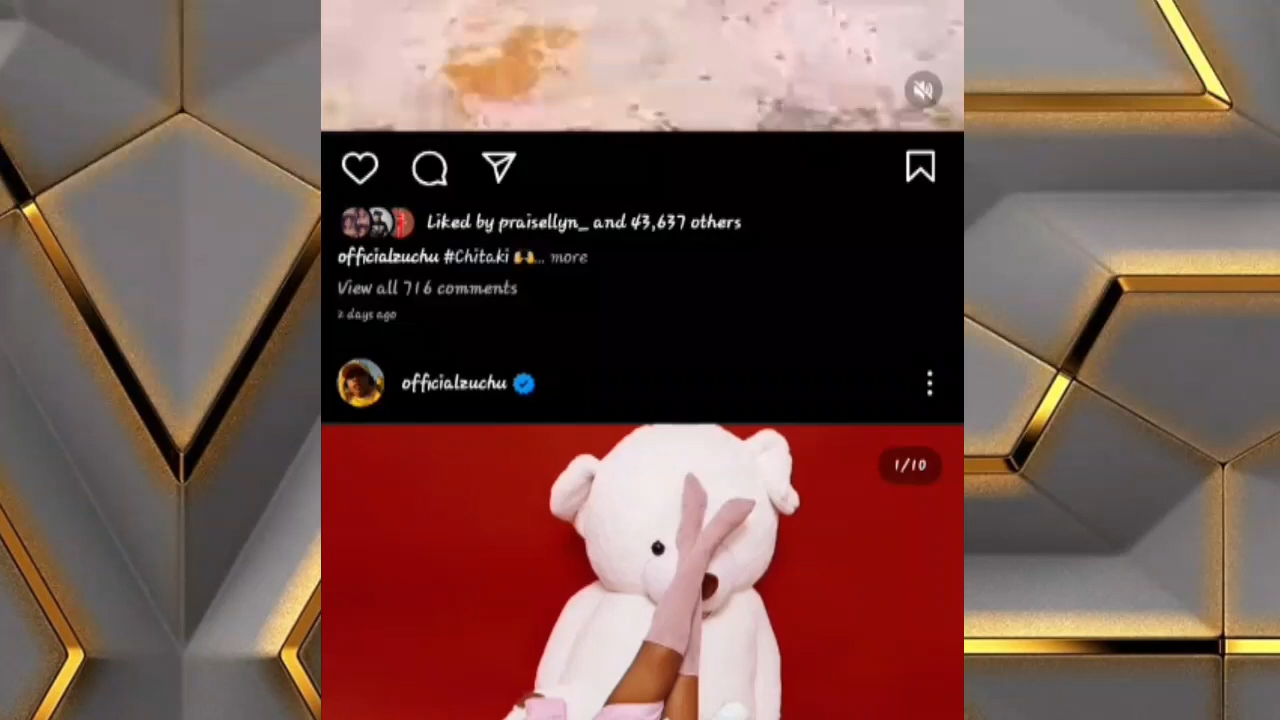 Liked by praisellyn_ and 43,637 others
officialzuchu #Chitaki 🙌... more
View all 716 comments
2 days ago
officialzuchu
1/10